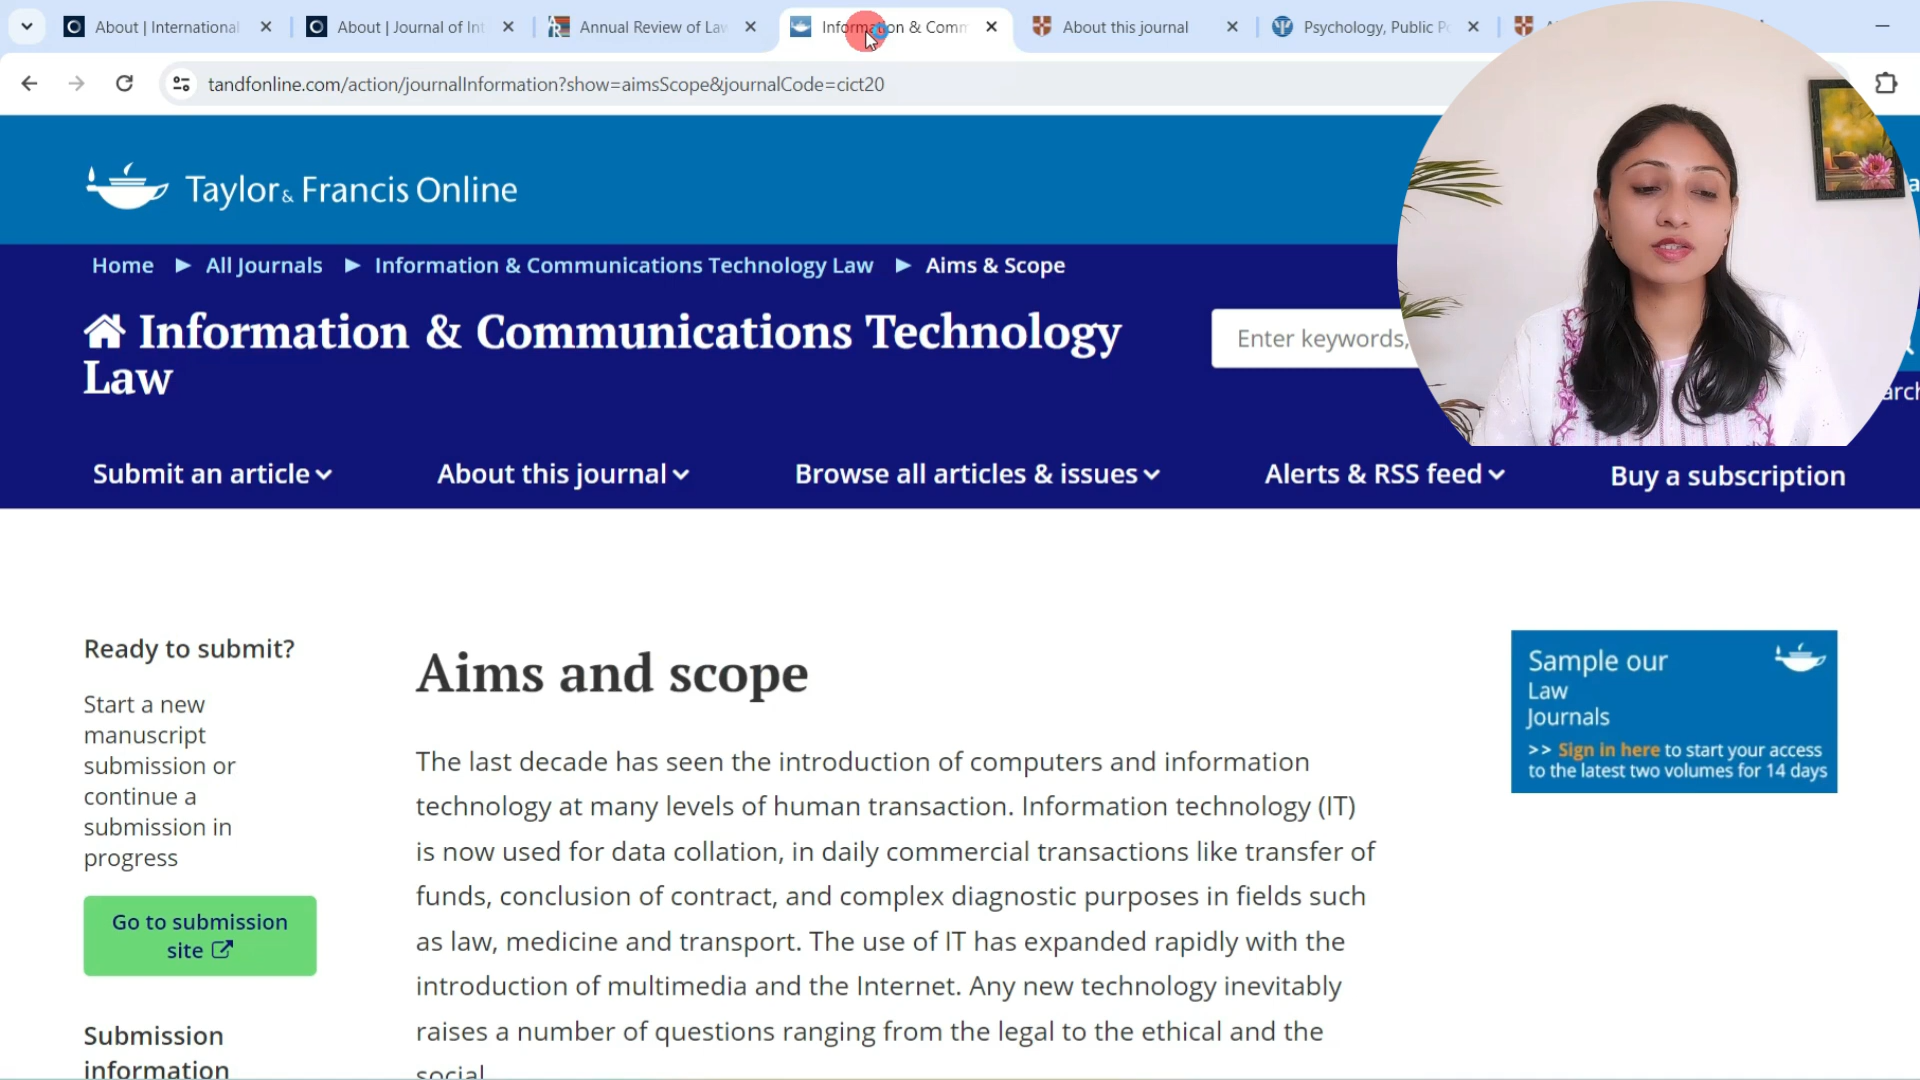 About | International
About | Journal of Int
Annual Review of Law
Information & Comm
About this journal
Psychology, Public Po
tandfonline.com/action/journalInformation?show=aimsScope&journalCode=cict20
Taylor & Francis Online
Home ► All Journals ► Information & Communications Technology Law ► Aims & Scope
Information & Communications Technology
Law
Enter keywords,
Submit an article
About this journal
Browse all articles & issues
Alerts & RSS feed
Buy a subscription
Ready to submit?
Start a new
manuscript
submission or
continue a
submission in
progress
Go to submission
site
Submission
information
Aims and scope
The last decade has seen the introduction of computers and information
technology at many levels of human transaction. Information technology (IT)
is now used for data collation, in daily commercial transactions like transfer of
funds, conclusion of contract, and complex diagnostic purposes in fields such
as law, medicine and transport. The use of IT has expanded rapidly with the
introduction of multimedia and the Internet. Any new technology inevitably
raises a number of questions ranging from the legal to the ethical and the
social
Sample our
Law
Journals
>> Sign in here to start your access
to the latest two volumes for 14 days